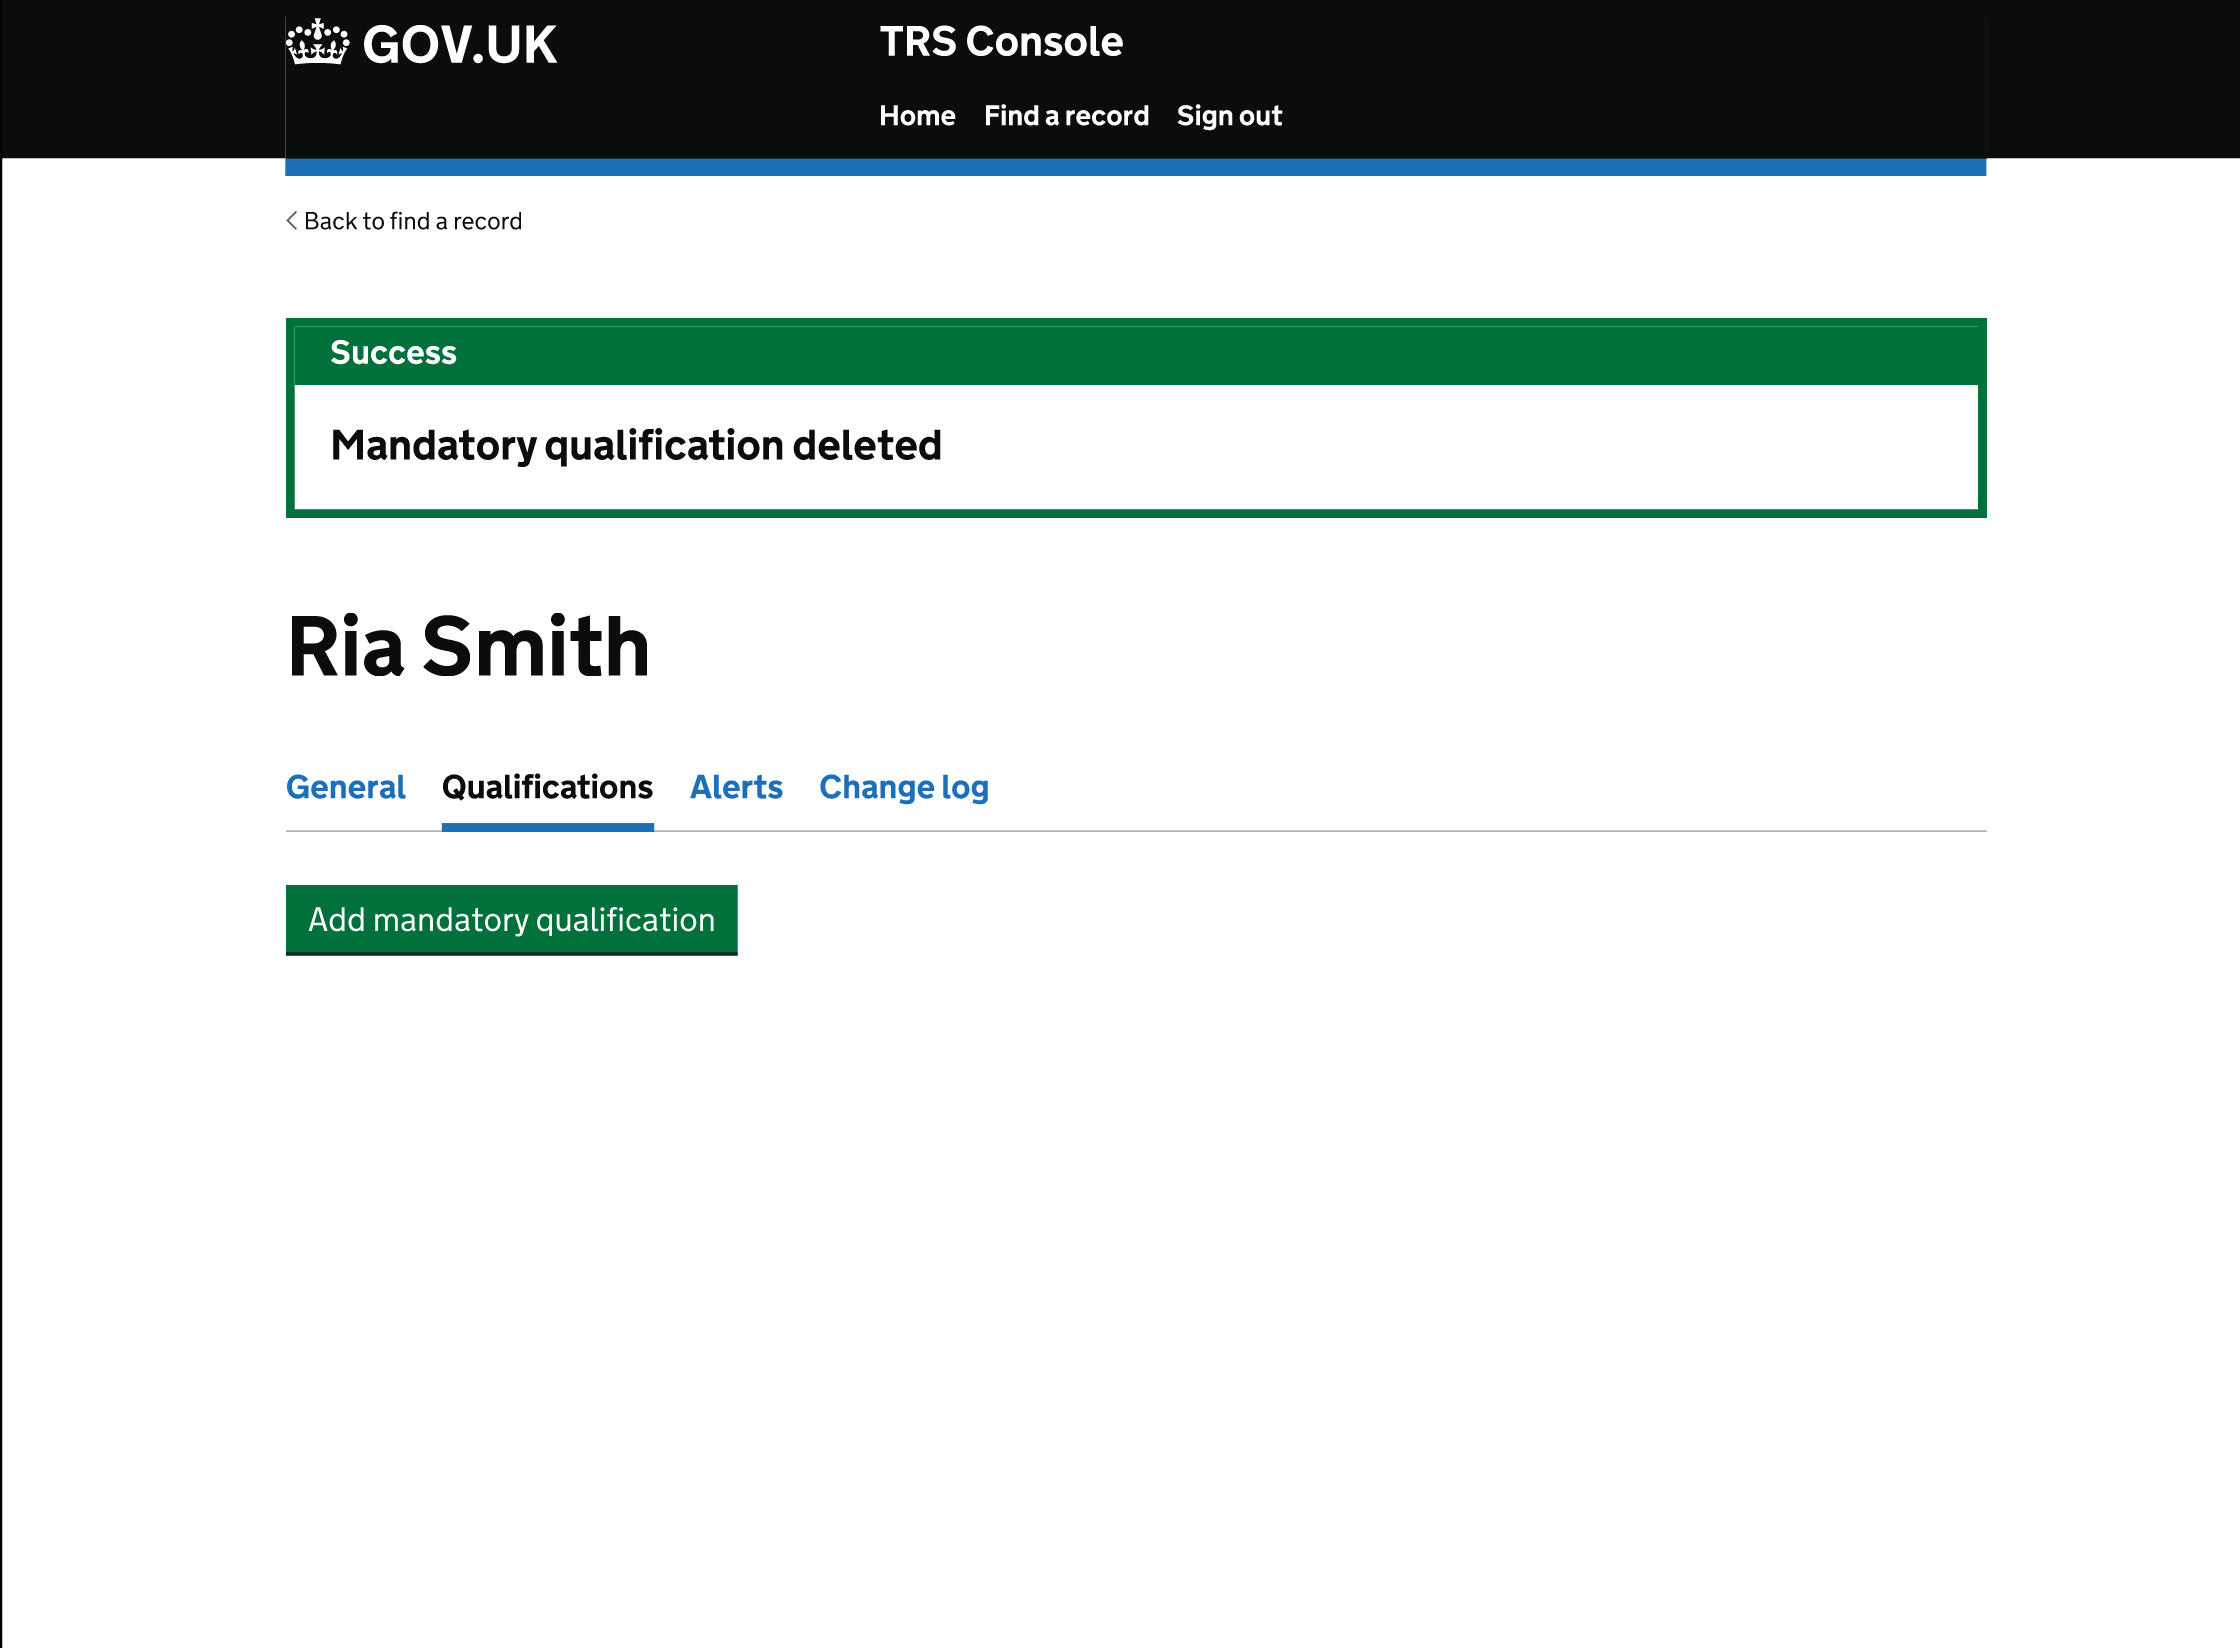 GOV.UK
TRS Console
Home Find a record Sign out
Back to find a record
Success
Mandatory qualification deleted
Ria Smith
General Qualifications Alerts Change log
Add mandatory qualification